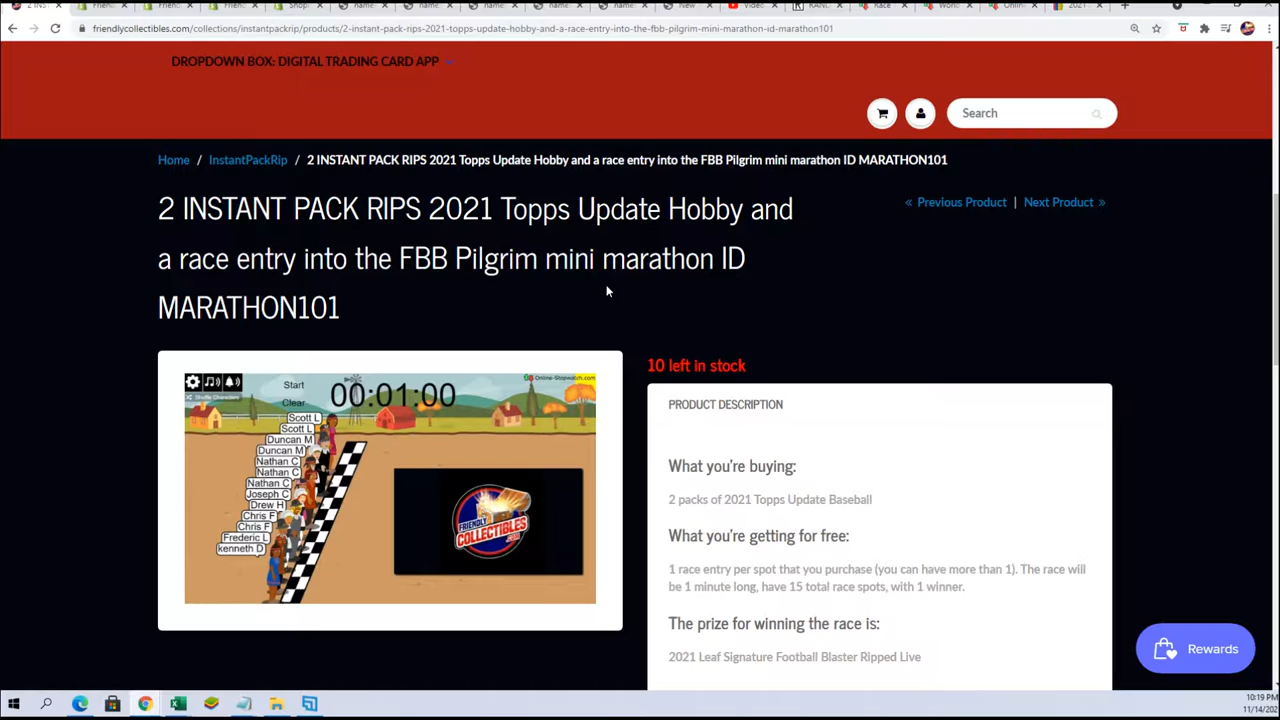 friendlycollectibles.com/collections/instantpackrip/products/2-instant-pack-rips-2021-topps-update-hobby-and-a-race-entry-into-the-fbb-pilgrim-mini-marathon-id-marathon101
DROPDOWN BOX: DIGITAL TRADING CARD APP
Search
Home / InstantPackRip / 2 INSTANT PACK RIPS 2021 Topps Update Hobby and a race entry into the FBB Pilgrim mini marathon ID MARATHON101
2 INSTANT PACK RIPS 2021 Topps Update Hobby and
a race entry into the FBB Pilgrim mini marathon ID
MARATHON101
« Previous Product | Next Product »
10 left in stock
PRODUCT DESCRIPTION
Start
00:01:00
Online-Stopwatch.com
Shuffle Characters
Clear
Scott L
Scott L
Duncan M
Duncan M
Nathan C
Nathan C
Nathan C
Joseph C
Drew H
Chris F
Chris F
Frederic L
kenneth D
FRIENDLY
COLLECTIBLES
.COM
What you're buying:
2 packs of 2021 Topps Update Baseball
What you're getting for free:
1 race entry per spot that you purchase (you can have more than 1). The race will
be 1 minute long, have 15 total race spots, with 1 winner.
The prize for winning the race is:
2021 Leaf Signature Football Blaster Ripped Live
Rewards
10:19 PM
11/14/202